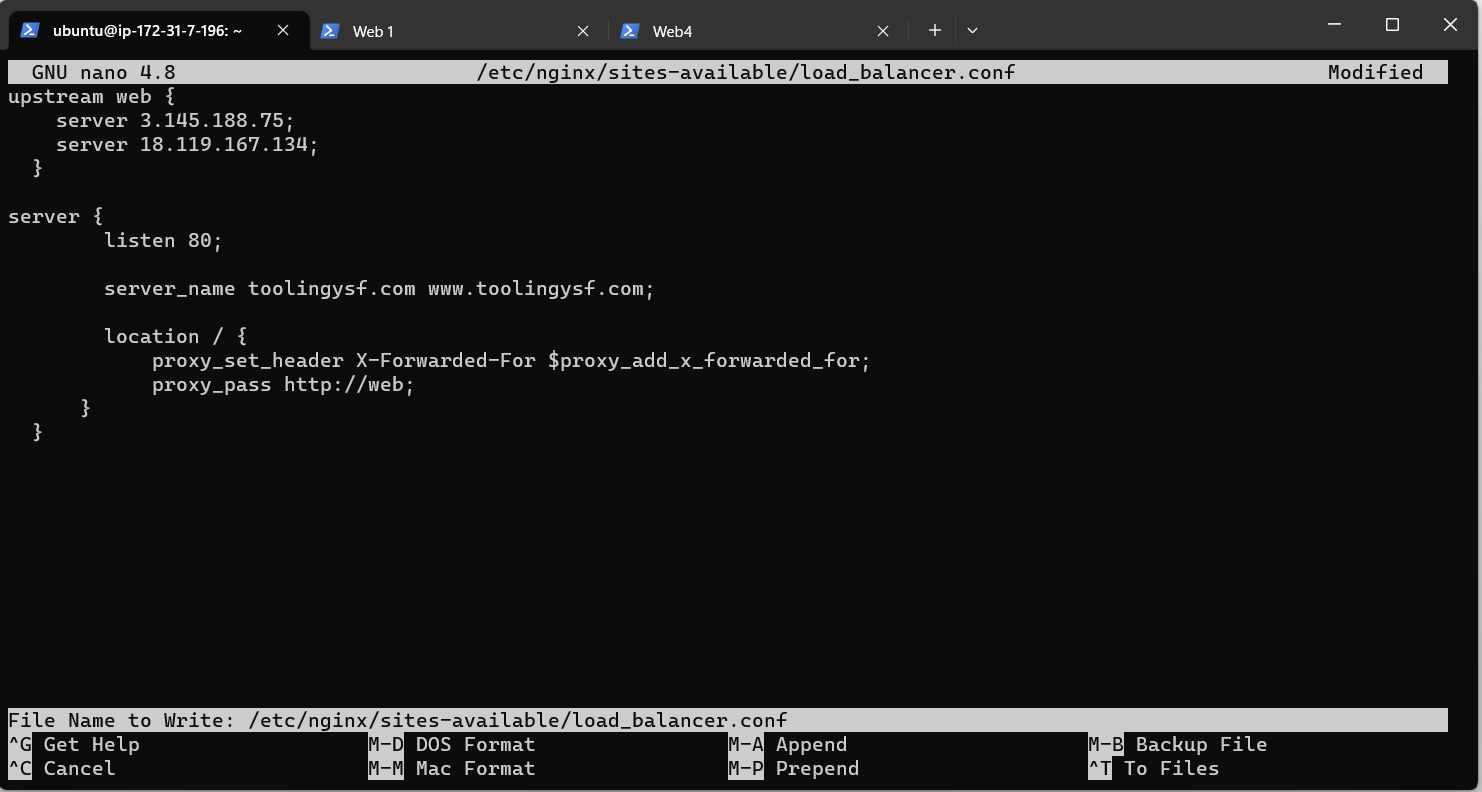 ubuntu@ip-172-31-7-196: ~ Web 1 Web4
GNU nano 4.8 /etc/nginx/sites-available/load_balancer.conf Modified
upstream web {
    server 3.145.188.75;
    server 18.119.167.134;
  }
server {
        listen 80;
        server_name toolingysf.com www.toolingysf.com;
        location / {
            proxy_set_header X-Forwarded-For $proxy_add_x_forwarded_for;
            proxy_pass http://web;
      }
  }
File Name to Write: /etc/nginx/sites-available/load_balancer.conf
^G Get Help M-D DOS Format M-A Append M-B Backup File
^C Cancel M-M Mac Format M-P Prepend ^T To Files